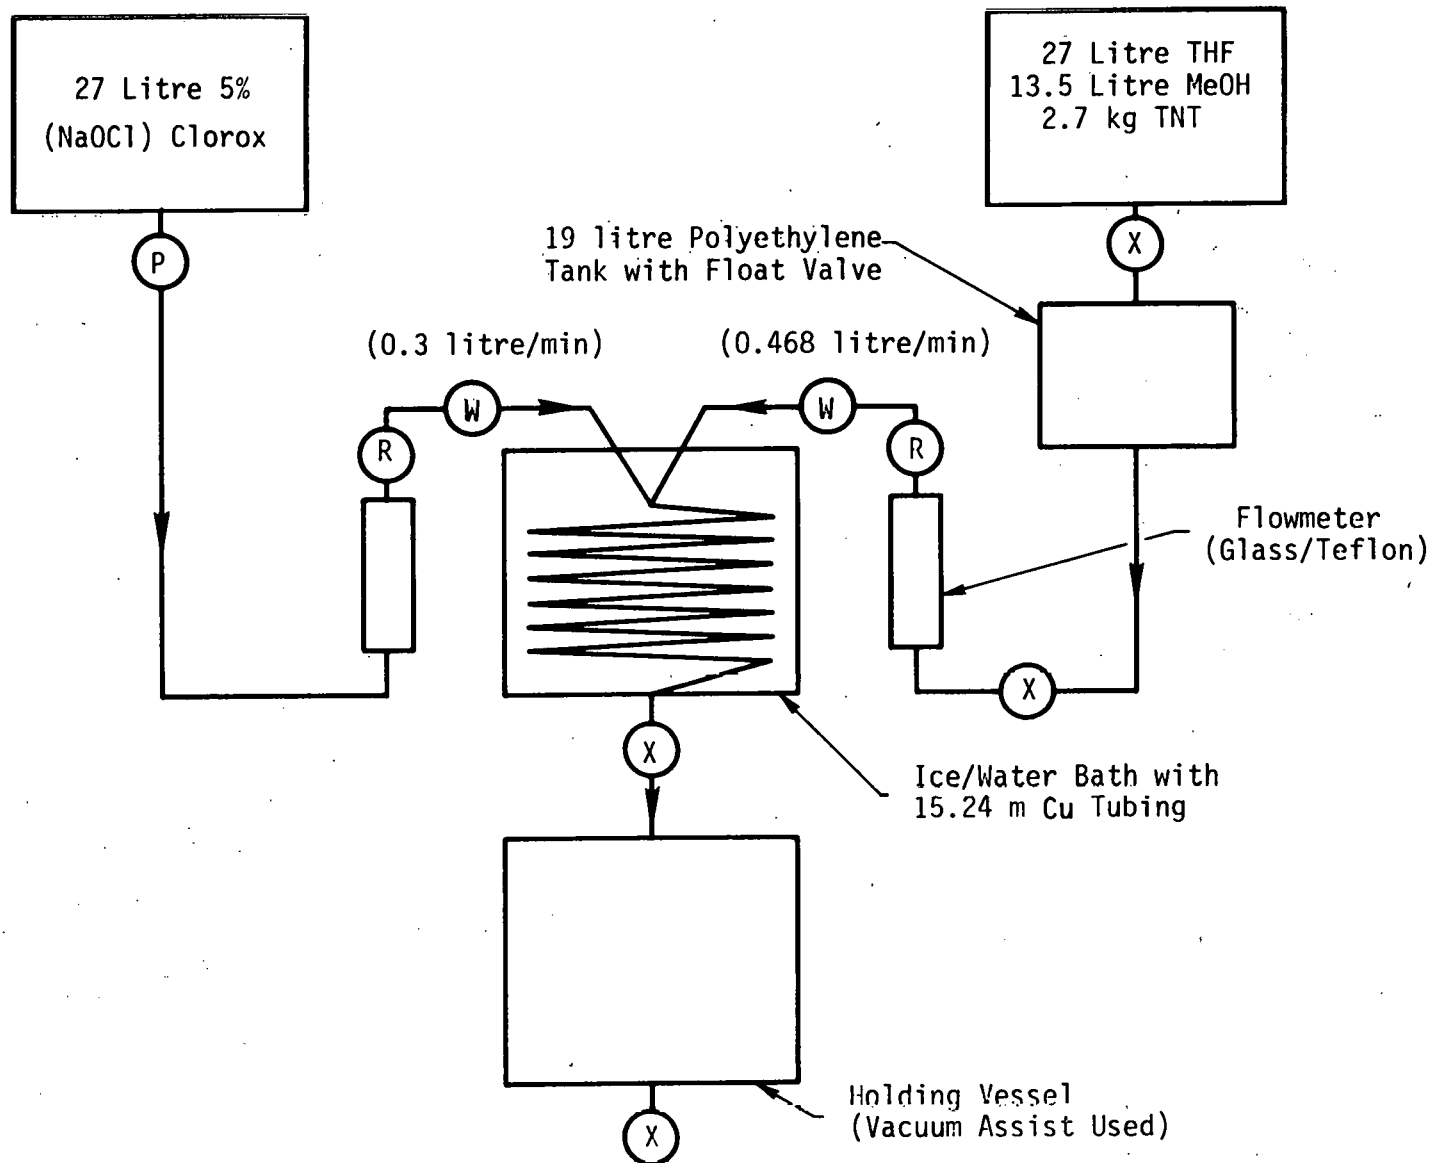 27 Litre 5%
(NaOCl) Clorox
27 Litre THF
13.5 Litre MeOH
2.7 kg TNT
P
X
19 litre Polyethylene
Tank with Float Valve
(0.3 litre/min)
(0.468 litre/min)
W
W
R
R
Flowmeter
(Glass/Teflon)
X
X
Ice/Water Bath with
15.24 m Cu Tubing
Holding Vessel
(Vacuum Assist Used)
X